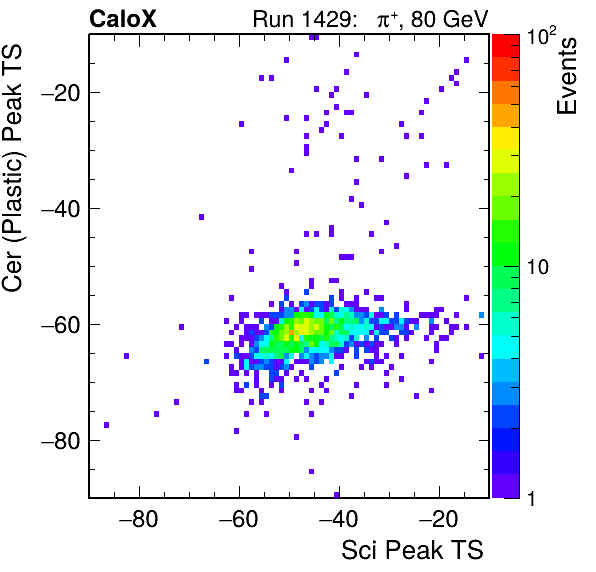 CaloX Run 1429: π⁺, 80 GeV
Cer (Plastic) Peak TS
−20
−40
−60
−80
−80 −60 −40 −20
Sci Peak TS
10²
10
1
Events